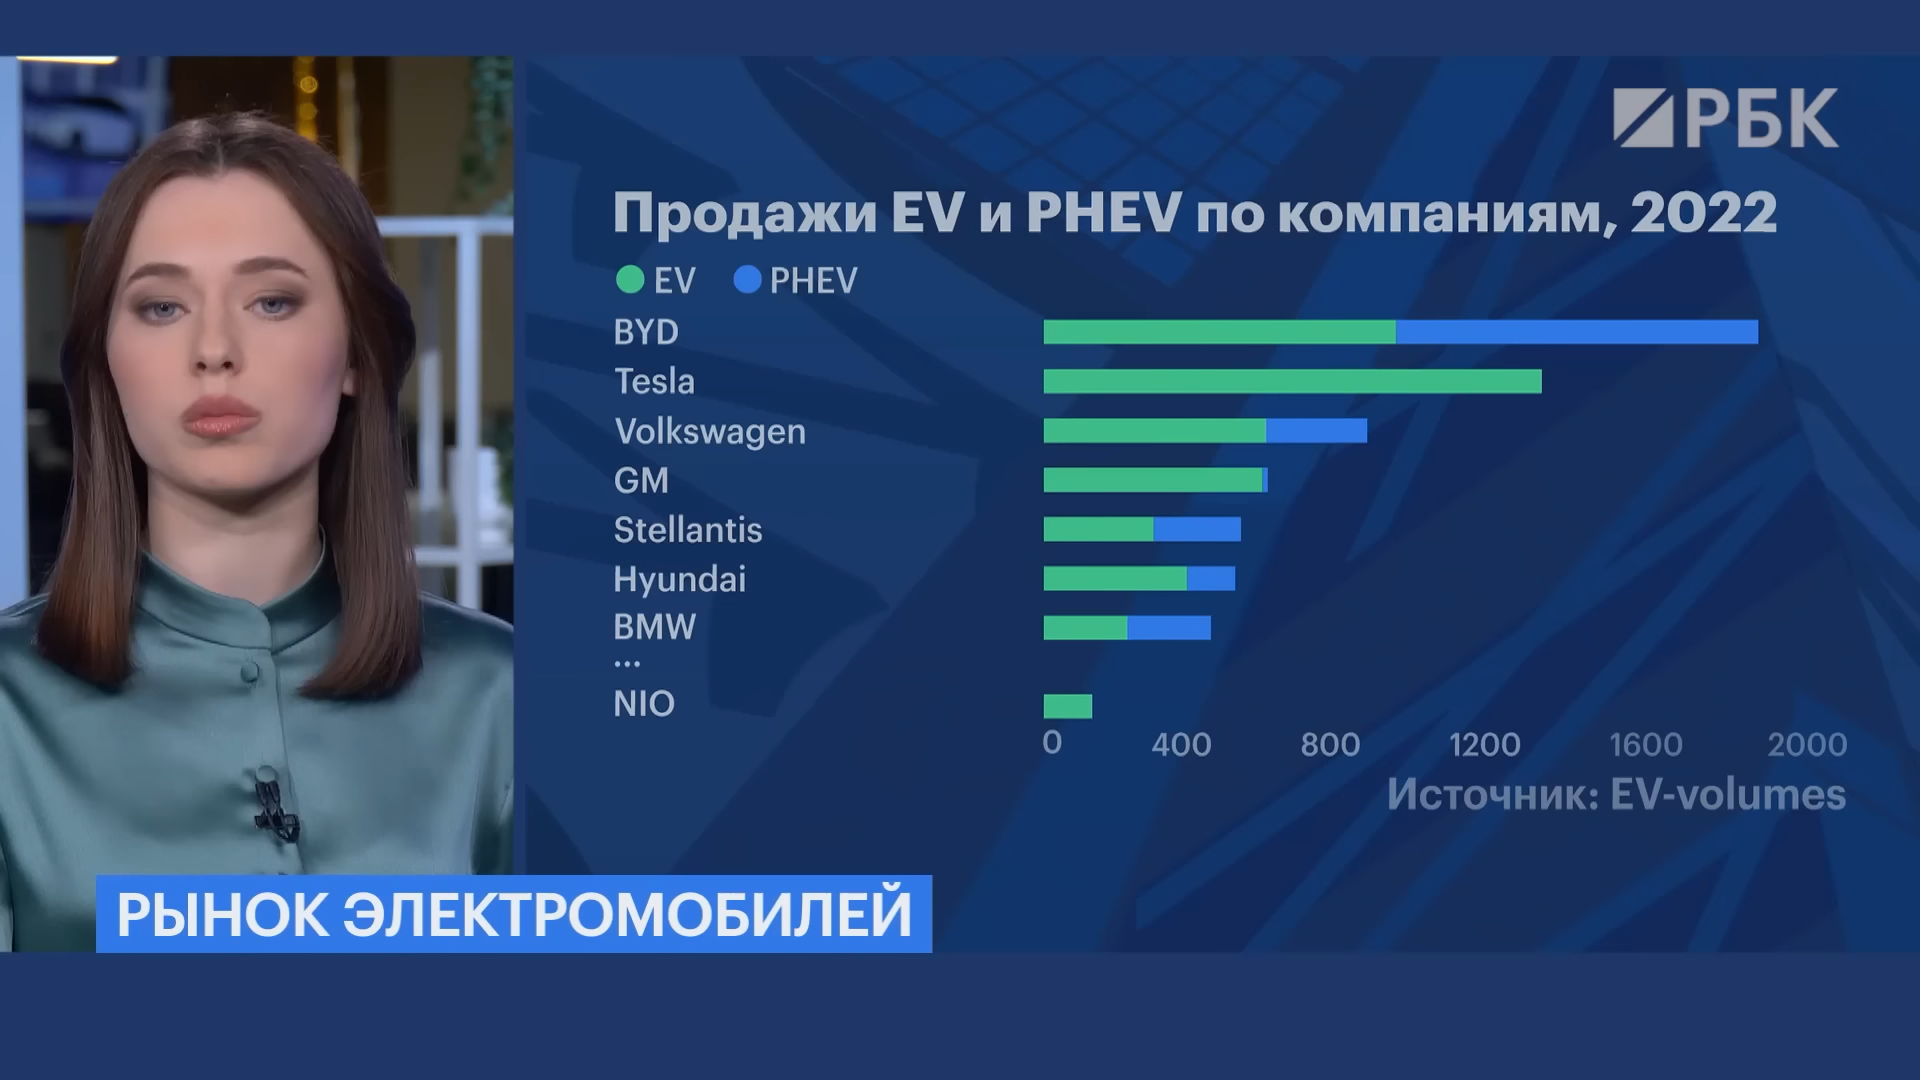 РБК
Продажи EV и PHEV по компаниям, 2022
EV PHEV
BYD
Tesla
Volkswagen
GM
Stellantis
Hyundai
BMW
...
NIO
0 400 800 1200 1600 2000
Источник: EV-volumes
РЫНОК ЭЛЕКТРОМОБИЛЕЙ